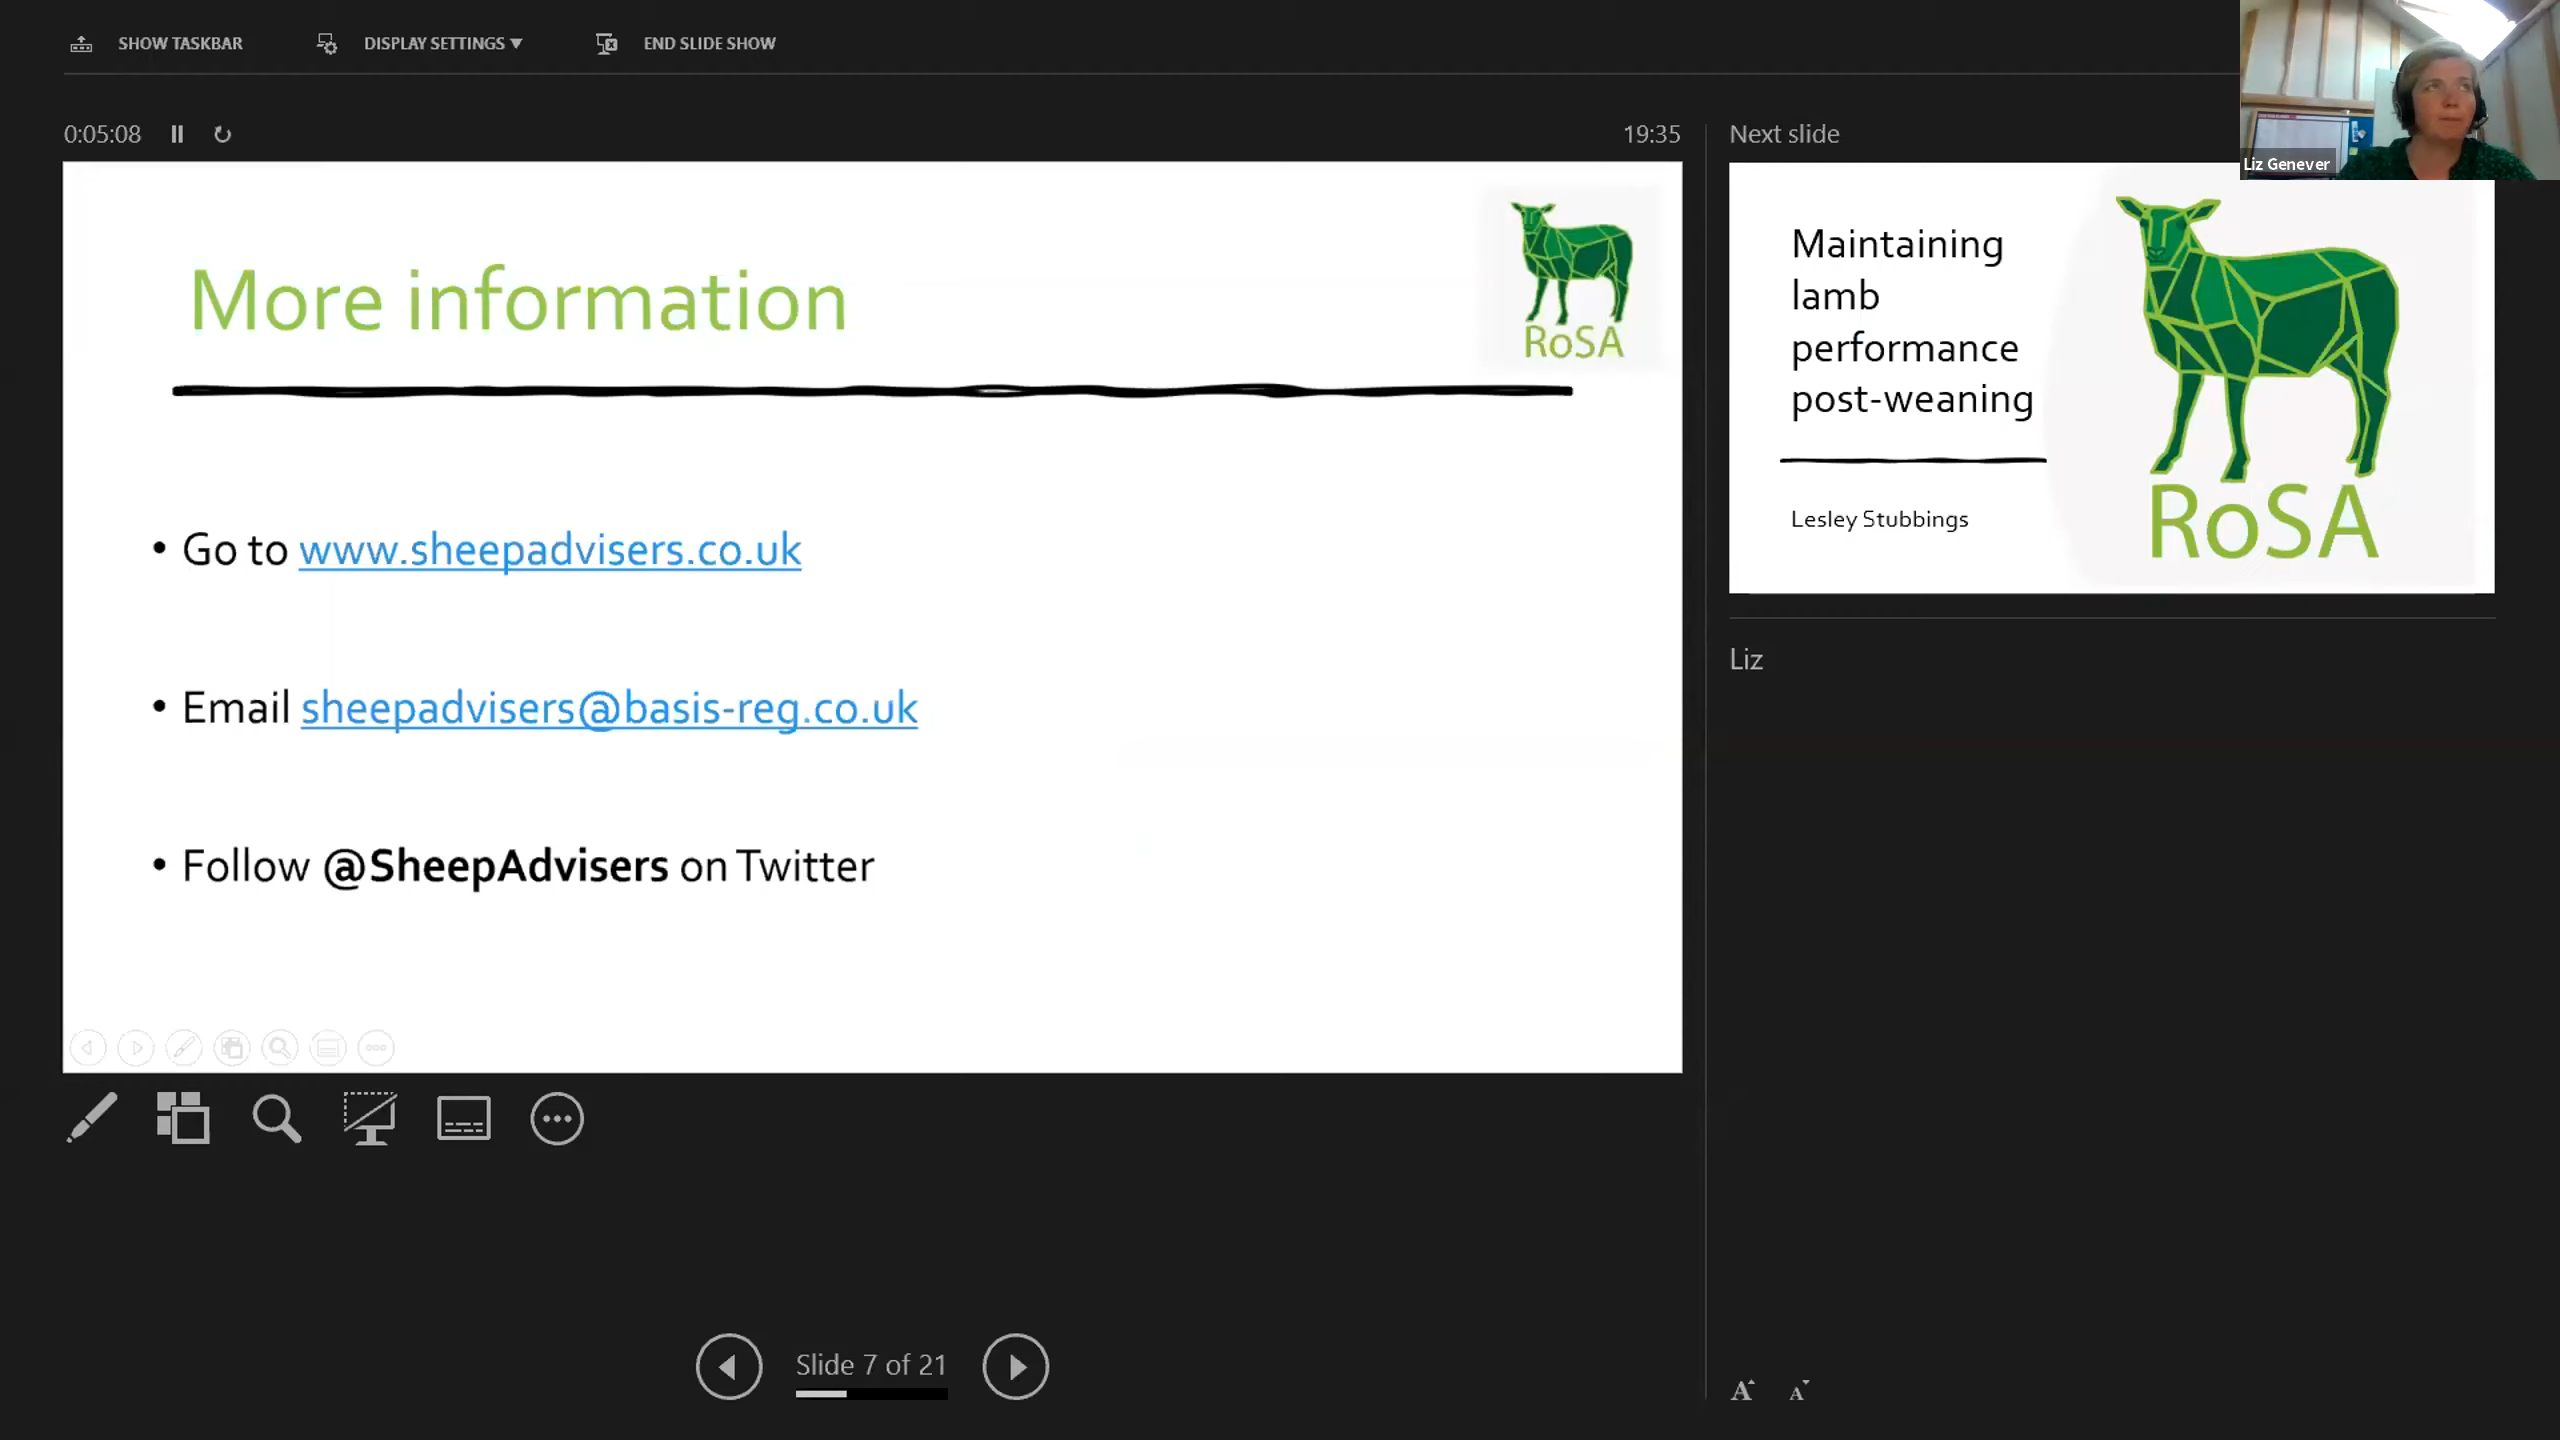 SHOW TASKBAR DISPLAY SETTINGS ▼ END SLIDE SHOW
0:05:08 19:35
More information
RoSA
• Go to www.sheepadvisers.co.uk
• Email sheepadvisers@basis-reg.co.uk
• Follow @SheepAdvisers on Twitter
Slide 7 of 21
Next slide
Liz Genever
Maintaining
lamb
performance
post-weaning
Lesley Stubbings
RoSA
Liz
A A